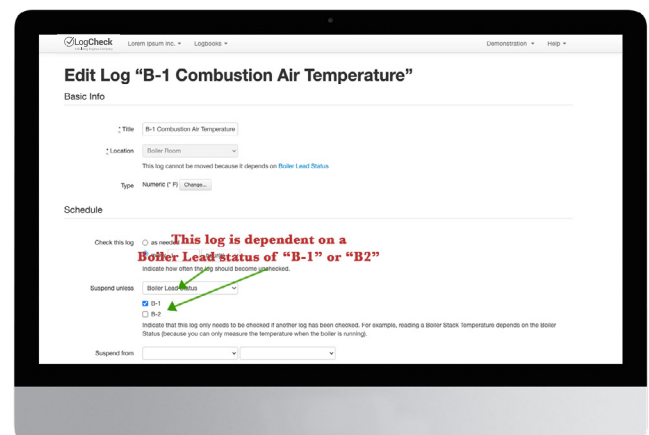 LogCheck Lorem Ipsum Inc. Logbooks Demonstration Help
Edit Log “B-1 Combustion Air Temperature”
Basic Info
* Title B-1 Combustion Air Temperature
* Location Boiler Room
This log cannot be moved because it depends on Boiler Lead Status
Type Numeric (° F) Change...
Schedule
Check this log as needed
This log is dependent on a
Boiler Lead status of “B-1” or “B2”
Indicate how often the log should become unchecked.
Suspend unless Boiler Lead Status
B-1
B-2
Indicate that this log only needs to be checked if another log has been checked. For example, reading a Boiler Stack Temperature depends on the Boiler
Status (because you can only measure the temperature when the boiler is running).
Suspend from